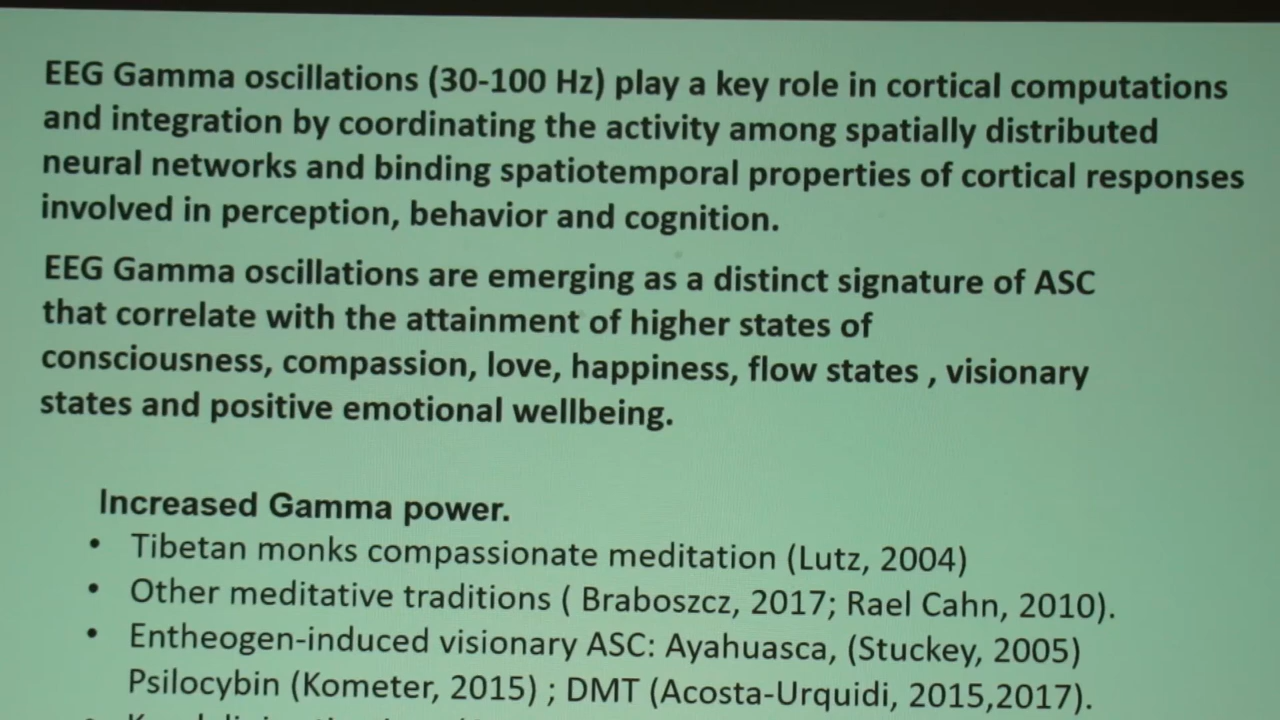 EEG Gamma oscillations (30-100 Hz) play a key role in cortical computations
and integration by coordinating the activity among spatially distributed
neural networks and binding spatiotemporal properties of cortical responses
involved in perception, behavior and cognition.
EEG Gamma oscillations are emerging as a distinct signature of ASC
that correlate with the attainment of higher states of
consciousness, compassion, love, happiness, flow states , visionary
states and positive emotional wellbeing.
Increased Gamma power.
• Tibetan monks compassionate meditation (Lutz, 2004)
• Other meditative traditions ( Braboszcz, 2017; Rael Cahn, 2010).
• Entheogen-induced visionary ASC: Ayahuasca, (Stuckey, 2005)
Psilocybin (Kometer, 2015) ; DMT (Acosta-Urquidi, 2015,2017).